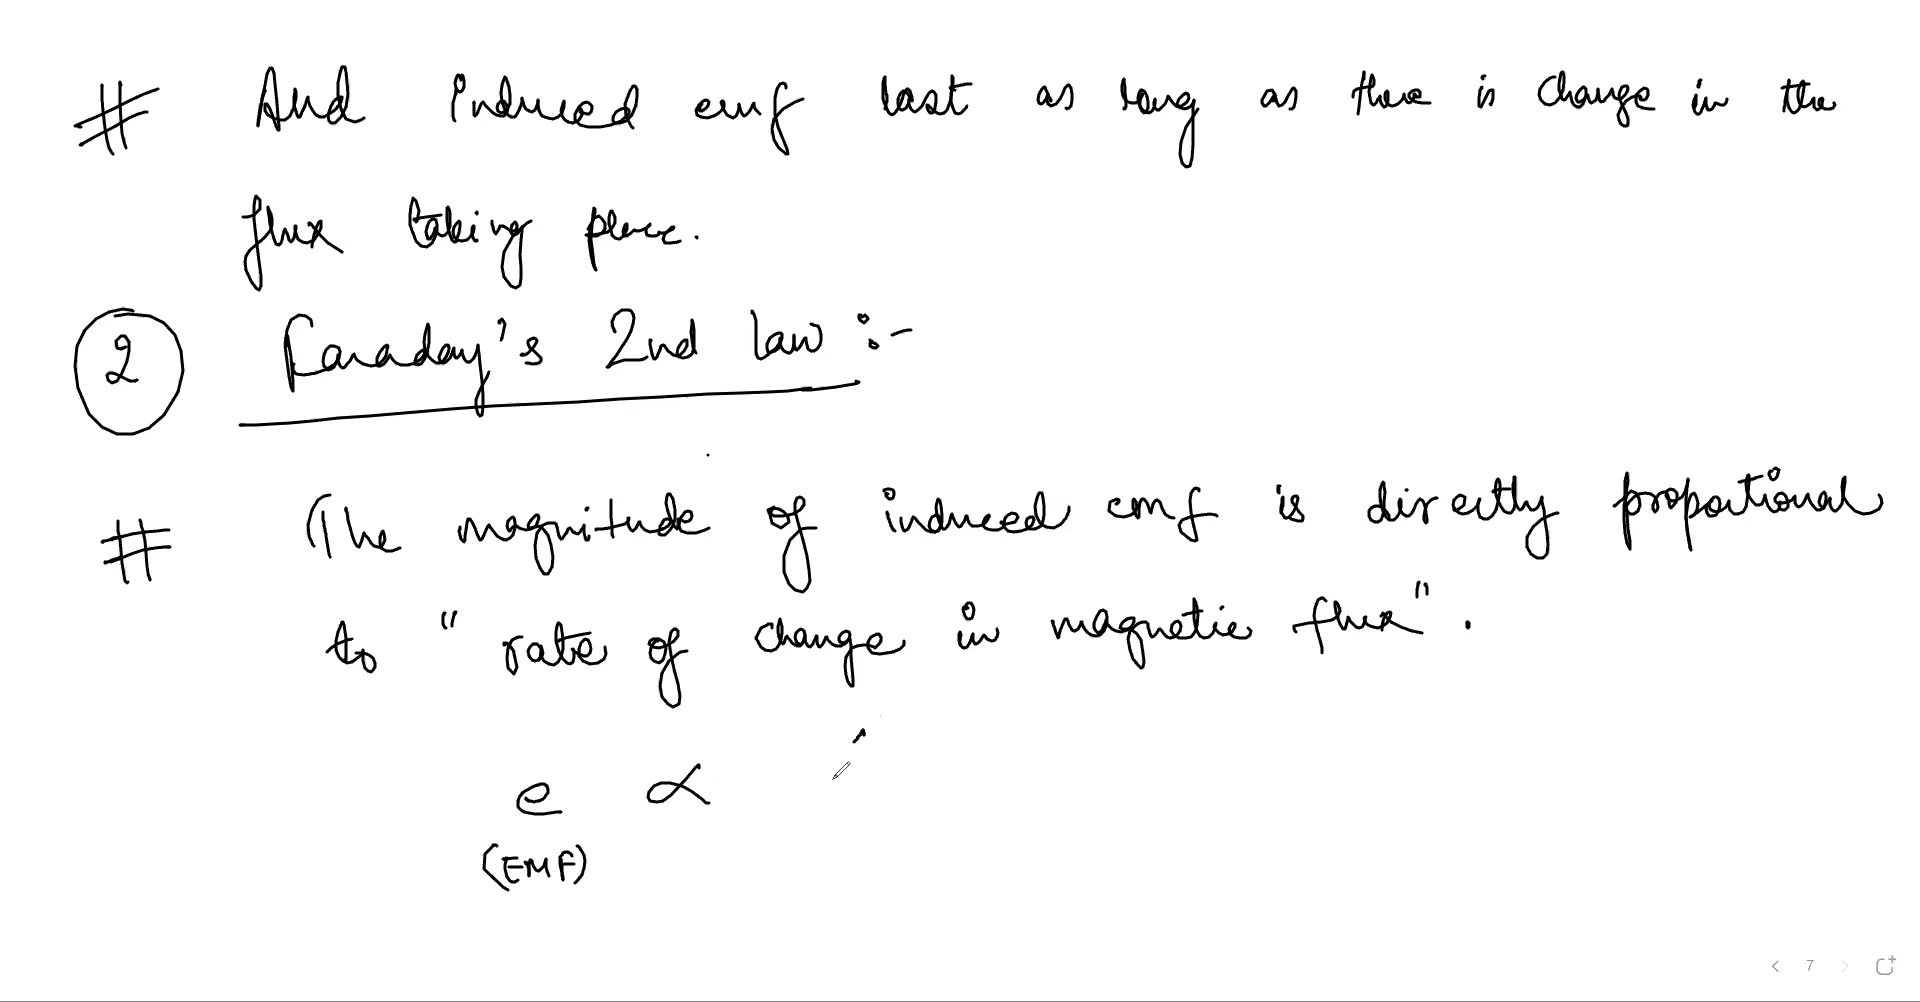 # And induced emf last as long as there is change in the
flux taking place.
2 Faraday's 2nd law :-
# The magnitude of induced emf is directly proportional
to "rate of change in magnetic flux".
e ∝
(EMF)
7